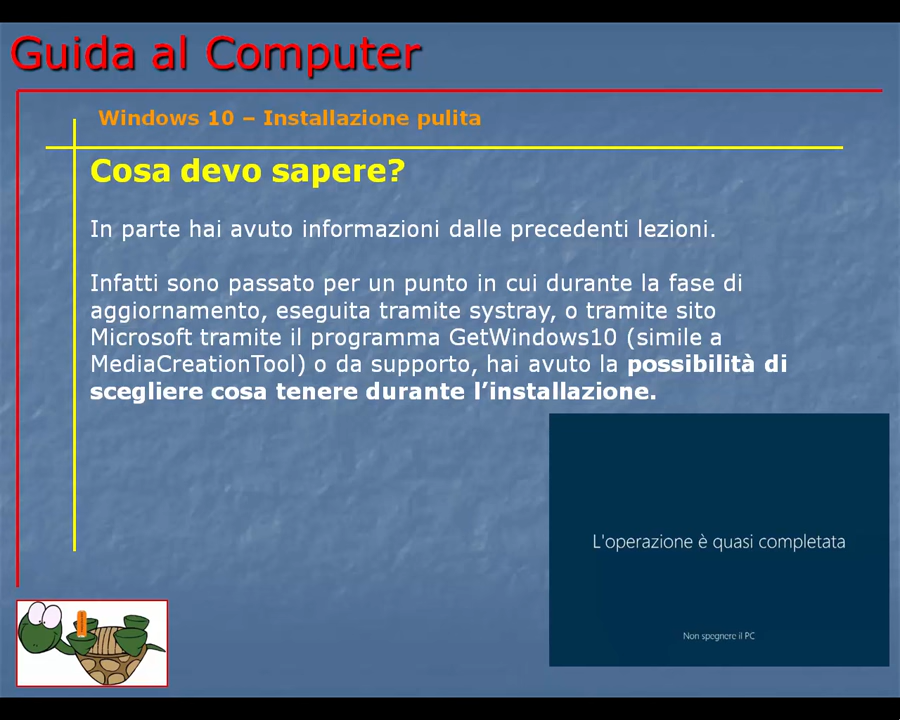 Guida al Computer
Windows 10 – Installazione pulita
Cosa devo sapere?
In parte hai avuto informazioni dalle precedenti lezioni.
Infatti sono passato per un punto in cui durante la fase di
aggiornamento, eseguita tramite systray, o tramite sito
Microsoft tramite il programma GetWindows10 (simile a
MediaCreationTool) o da supporto, hai avuto la possibilità di
scegliere cosa tenere durante l’installazione.
L'operazione è quasi completata
Non spegnere il PC